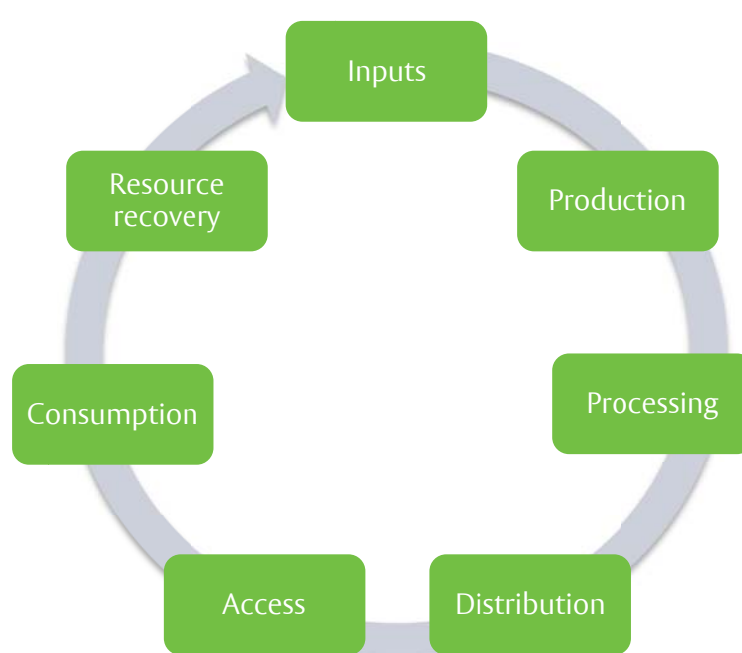 Inputs
Production
Processing
Distribution
Access
Consumption
Resource
recovery